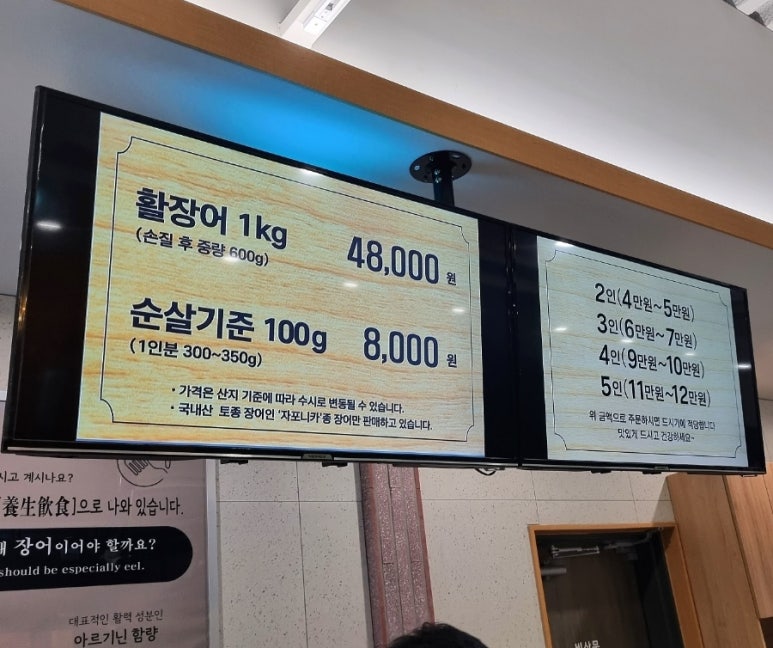 활장어 1kg
(손질 후 중량 600g)
48,000 원
순살기준 100g
(1인분 300~350g)
8,000 원
· 가격은 산지 기준에 따라 수시로 변동될 수 있습니다.
· 국내산 토종 장어인 '자포니카'종 장어만 판매하고 있습니다.
2인(4만원~5만원)
3인(6만원~7만원)
4인(9만원~10만원)
5인(11만원~12만원)
위 금액으로 주문하시면 드시기에 적당합니다
맛있게 드시고 건강하세요~
시고 계시나요?
養生飮食]으로 나와 있습니다.
장어이어야 할까요?
should be especially eel.
대표적인 활력 성분인
아르기닌 함량